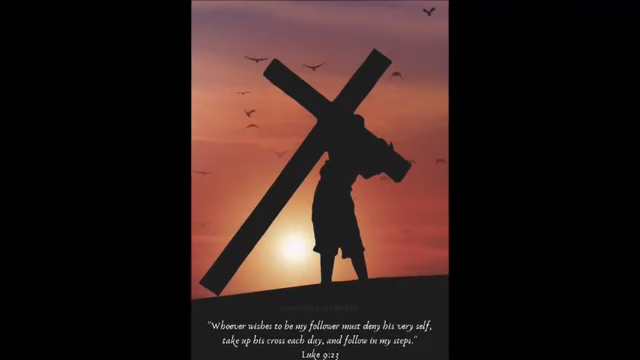 "Whoever wishes to be my follower must deny his very self,
take up his cross each day, and follow in my steps."
Luke 9:23